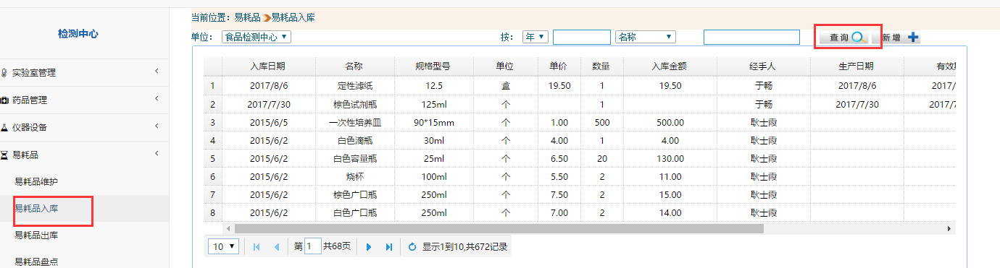 当前位置：易耗品 易耗品入库
检测中心
单位： 食品检测中心 按： 年 名称 查询 新增
实验室管理
药品管理
仪器设备
易耗品
易耗品维护
易耗品入库
易耗品出库
易耗品盘点
入库日期 名称 规格型号 单位 单价 数量 入库金额 经手人 生产日期 有效
1 2017/8/6 定性滤纸 12.5 盒 19.50 1 19.50 于畅 2017/8/6 2017/
2 2017/7/30 棕色试剂瓶 125ml 个 1 于畅 2017/7/30 2017/7
3 2015/6/5 一次性培养皿 90*15mm 个 1.00 500 500.00 耿士霞
4 2015/6/2 白色滴瓶 30ml 个 4.00 1 4.00 耿士霞
5 2015/6/2 白色容量瓶 25ml 个 6.50 20 130.00 耿士霞
6 2015/6/2 烧杯 100ml 个 5.50 2 11.00 耿士霞
7 2015/6/2 棕色广口瓶 250ml 个 7.50 2 15.00 耿士霞
8 2015/6/2 白色广口瓶 250ml 个 7.00 2 14.00 耿士霞
10 第 1 共68页 显示1到10,共672记录